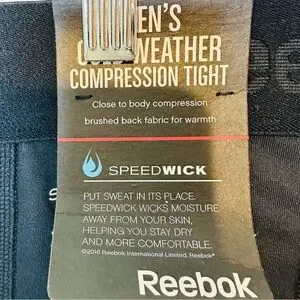 EN'S
WEATHER
COMPRESSION TIGHT
Close to body compression
brushed back fabric for warmth
SPEEDWICK
PUT SWEAT IN ITS PLACE.
SPEEDWICK WICKS MOISTURE
AWAY FROM YOUR SKIN,
HELPING YOU STAY DRY
AND MORE COMFORTABLE.
©2016 Reebok International Limited. Reebok®
Reebok